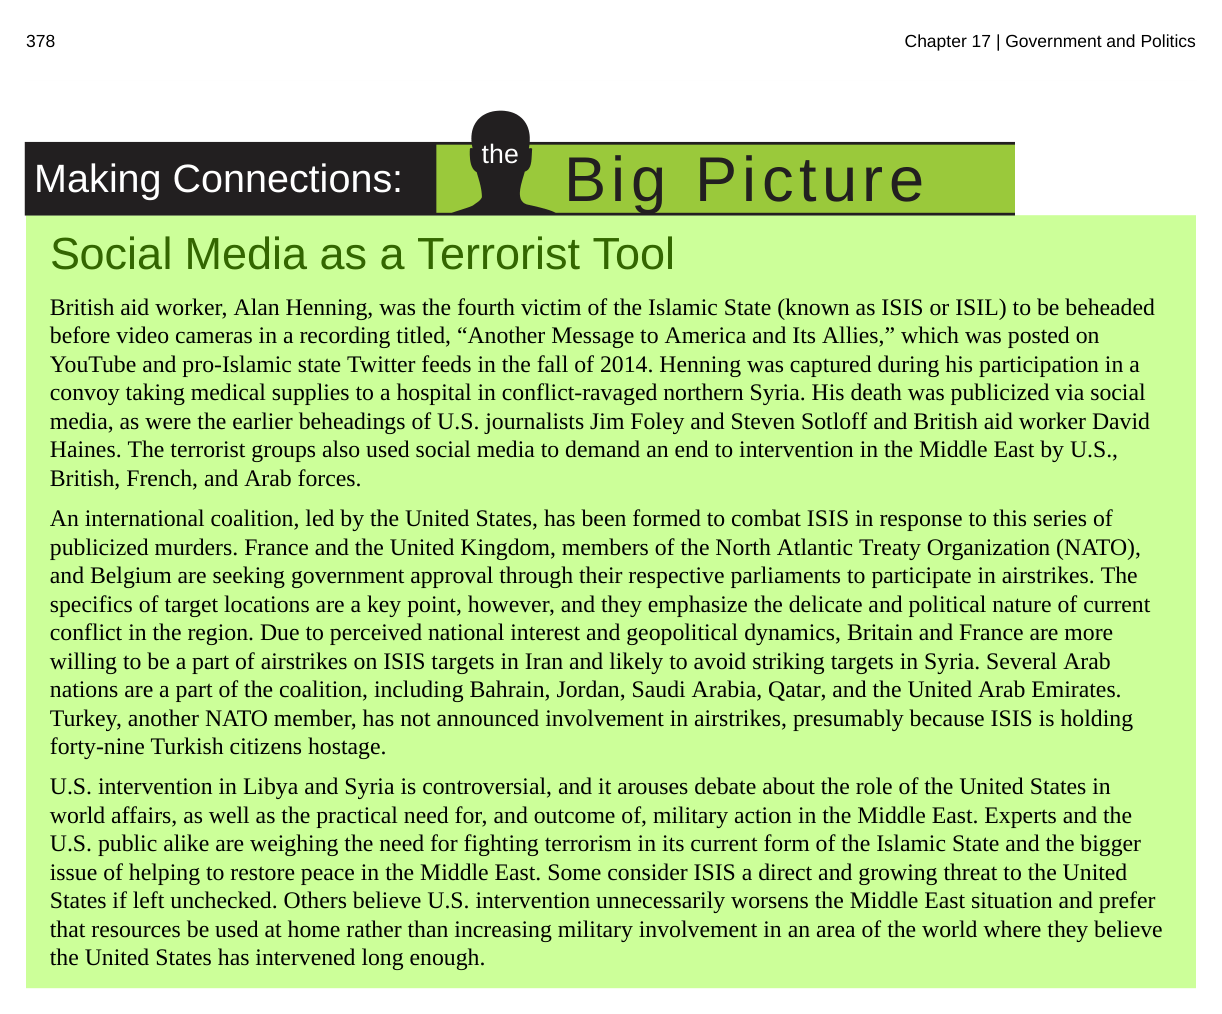 378
Chapter 17 | Government and Politics
Making Connections:
the
Big Picture
Social Media as a Terrorist Tool
British aid worker, Alan Henning, was the fourth victim of the Islamic State (known as ISIS or ISIL) to be beheaded
before video cameras in a recording titled, “Another Message to America and Its Allies,” which was posted on
YouTube and pro-Islamic state Twitter feeds in the fall of 2014. Henning was captured during his participation in a
convoy taking medical supplies to a hospital in conflict-ravaged northern Syria. His death was publicized via social
media, as were the earlier beheadings of U.S. journalists Jim Foley and Steven Sotloff and British aid worker David
Haines. The terrorist groups also used social media to demand an end to intervention in the Middle East by U.S.,
British, French, and Arab forces.
An international coalition, led by the United States, has been formed to combat ISIS in response to this series of
publicized murders. France and the United Kingdom, members of the North Atlantic Treaty Organization (NATO),
and Belgium are seeking government approval through their respective parliaments to participate in airstrikes. The
specifics of target locations are a key point, however, and they emphasize the delicate and political nature of current
conflict in the region. Due to perceived national interest and geopolitical dynamics, Britain and France are more
willing to be a part of airstrikes on ISIS targets in Iran and likely to avoid striking targets in Syria. Several Arab
nations are a part of the coalition, including Bahrain, Jordan, Saudi Arabia, Qatar, and the United Arab Emirates.
Turkey, another NATO member, has not announced involvement in airstrikes, presumably because ISIS is holding
forty-nine Turkish citizens hostage.
U.S. intervention in Libya and Syria is controversial, and it arouses debate about the role of the United States in
world affairs, as well as the practical need for, and outcome of, military action in the Middle East. Experts and the
U.S. public alike are weighing the need for fighting terrorism in its current form of the Islamic State and the bigger
issue of helping to restore peace in the Middle East. Some consider ISIS a direct and growing threat to the United
States if left unchecked. Others believe U.S. intervention unnecessarily worsens the Middle East situation and prefer
that resources be used at home rather than increasing military involvement in an area of the world where they believe
the United States has intervened long enough.